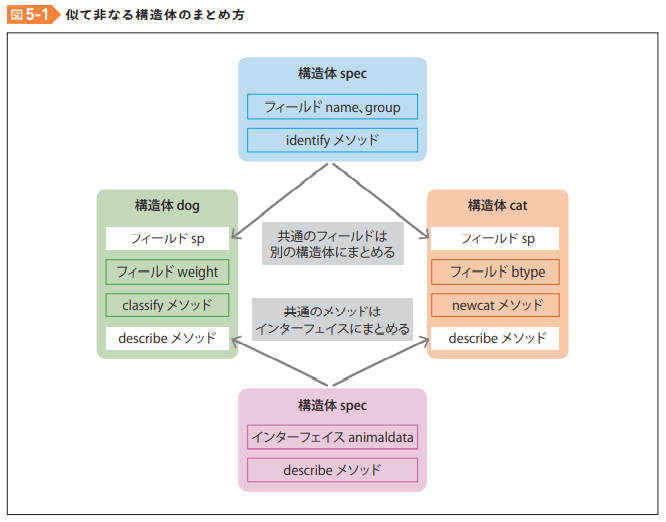 図5-1 似て非なる構造体のまとめ方
構造体 spec
フィールド name、group
identify メソッド
構造体 dog
フィールド sp
フィールド weight
classify メソッド
describe メソッド
共通のフィールドは
別の構造体にまとめる
共通のメソッドは
インターフェイスにまとめる
構造体 cat
フィールド sp
フィールド btype
newcat メソッド
describe メソッド
構造体 spec
インターフェイス animaldata
describe メソッド